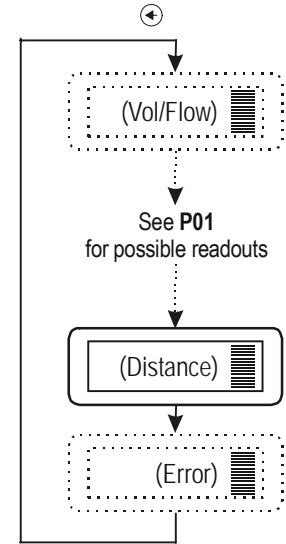 (Vol/Flow)
See P01
for possible readouts
(Distance)
(Error)